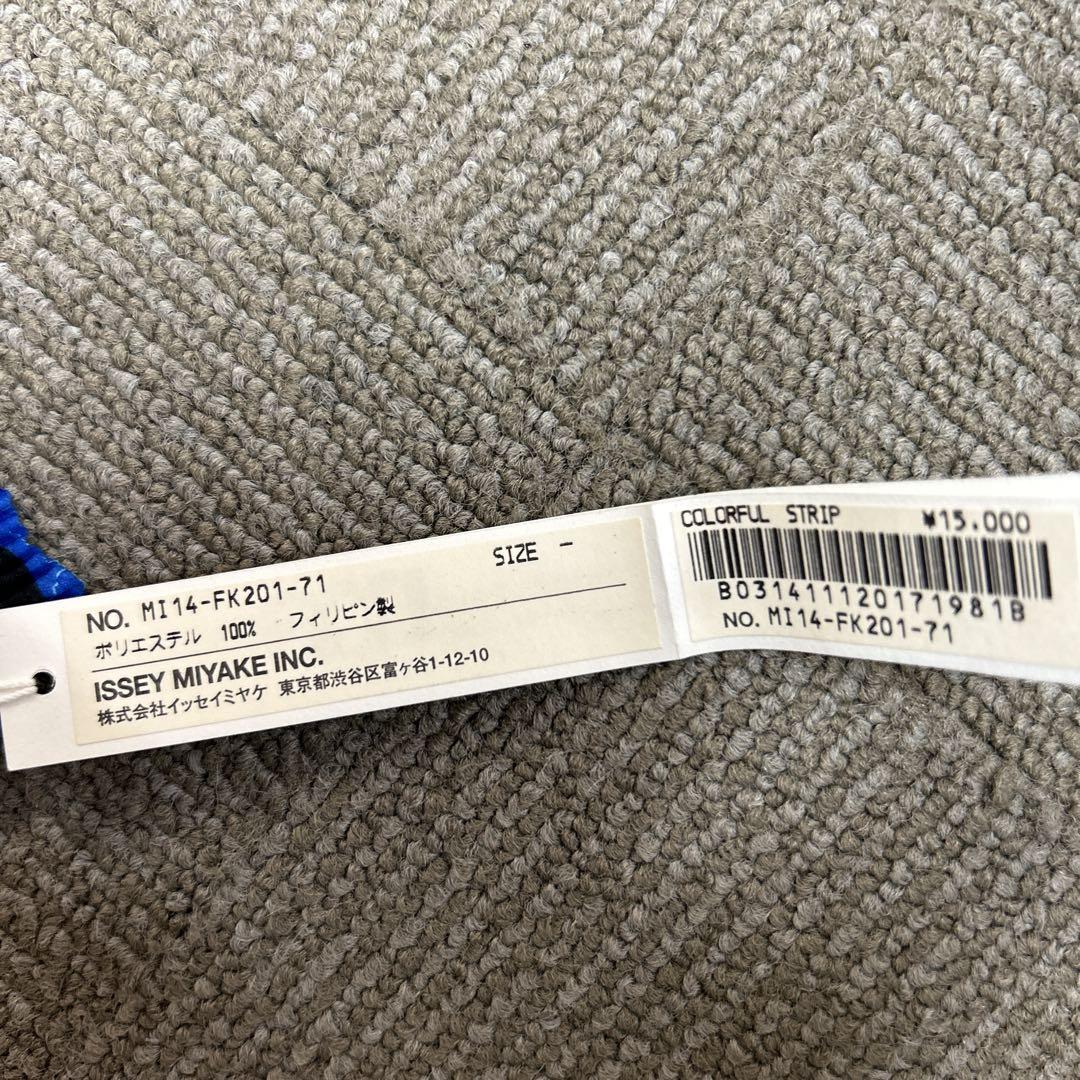 NO. MI14-FK201-71 SIZE -
ポリエステル 100% フィリピン製
ISSEY MIYAKE INC.
株式会社イッセイミヤケ 東京都渋谷区富ヶ谷1-12-10
COLORFUL STRIP ¥15.000
B031411120171981B
NO. MI14-FK201-71